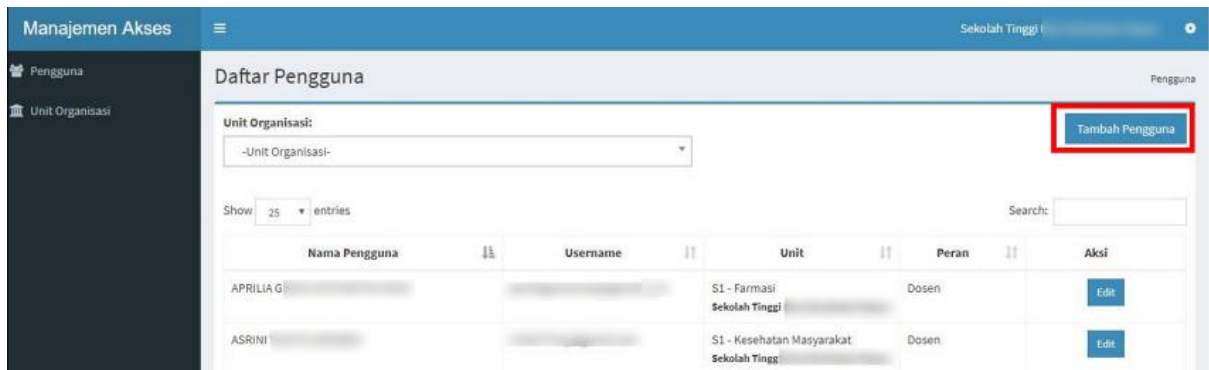 Manajemen Akses
Sekolah Tinggi
Pengguna
Unit Organisasi
Daftar Pengguna
Pengguna
Unit Organisasi:
-Unit Organisasi-
Tambah Pengguna
Show 25 entries
Search:
Nama Pengguna Username Unit Peran Aksi
APRILIA G S1 - Farmasi Dosen Edit
Sekolah Tinggi
ASRINI S1 - Kesehatan Masyarakat Dosen Edit
Sekolah Tingg